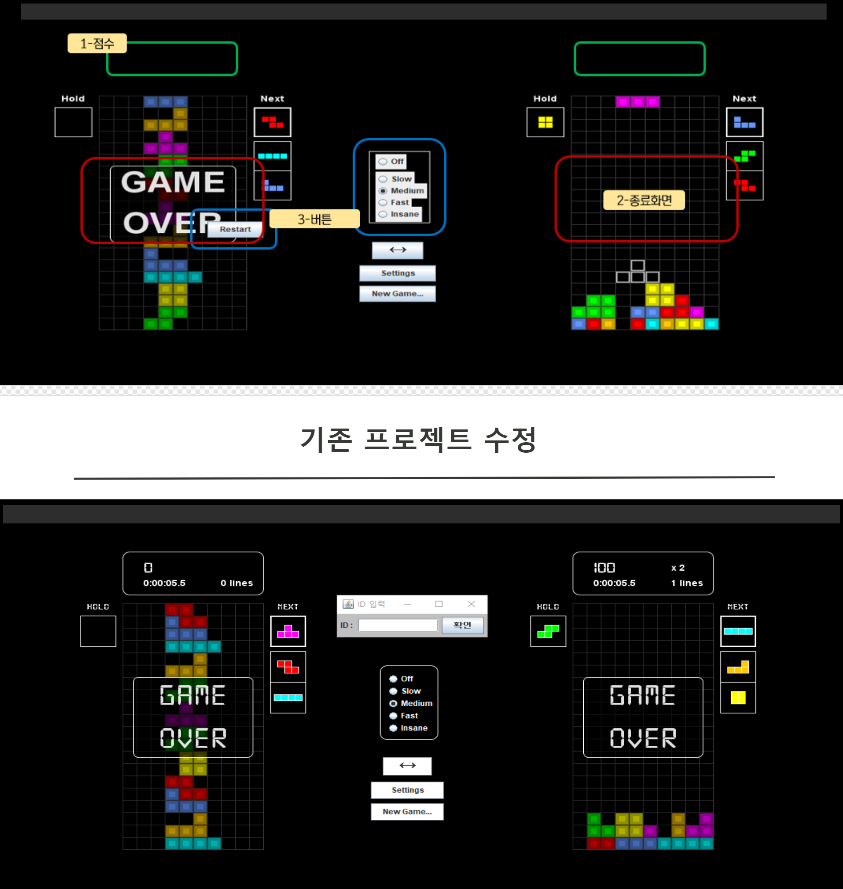 1-점수
Hold
Next
Hold
Next
GAME
OVER
Restart
3-버튼
Off
Slow
Medium
Fast
Insane
Settings
New Game...
2-종료화면
기존 프로젝트 수정
0
0:00:05.5 0 lines
HOLD
NEXT
GAME
OVER
ID 입력
ID : 확인
Off
Slow
Medium
Fast
Insane
Settings
New Game...
100 x 2
0:00:05.5 1 lines
HOLD
NEXT
GAME
OVER